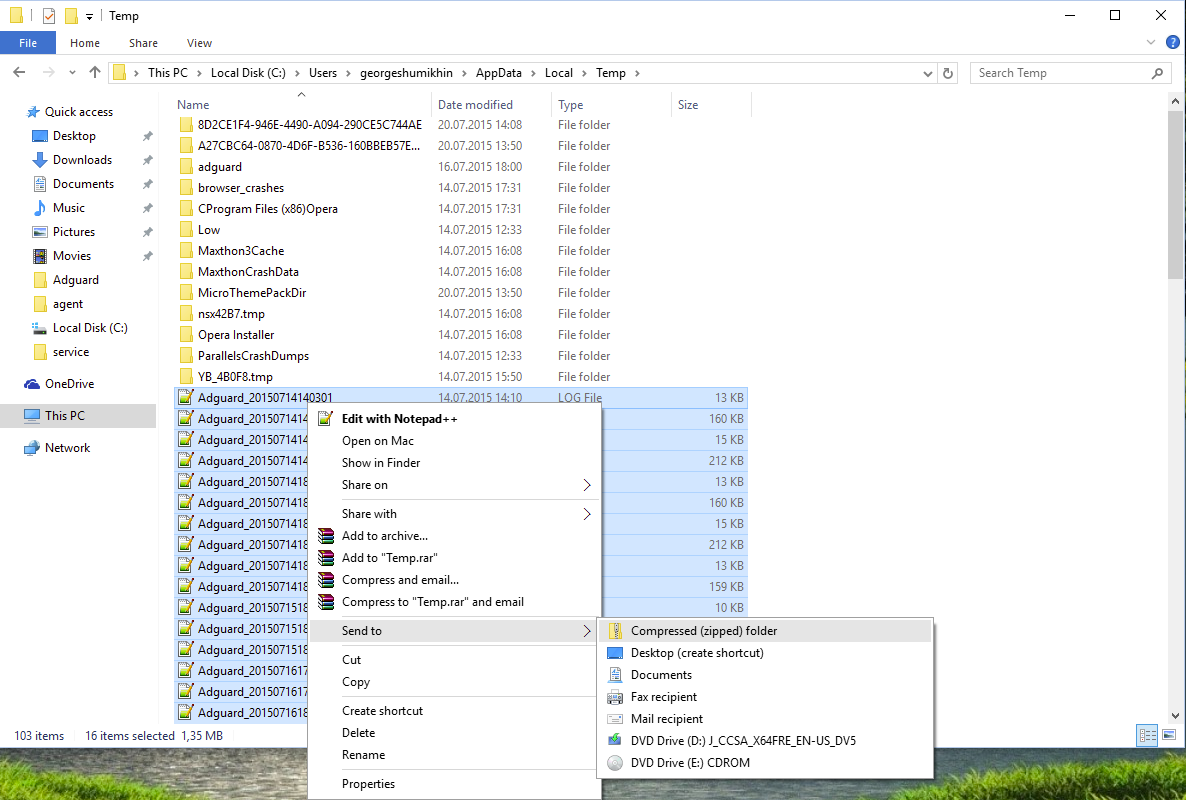 Temp
File Home Share View
This PC Local Disk (C:) Users georgeshumikhin AppData Local Temp Search Temp
Name Date modified Type Size
Quick access
Desktop
Downloads
Documents
Music
Pictures
Movies
Adguard
agent
Local Disk (C:)
service
OneDrive
This PC
Network
8D2CE1F4-946E-4490-A094-290CE5C744AE 20.07.2015 14:08 File folder
A27CBC64-0870-4D6F-B536-160BBEB57E... 20.07.2015 13:50 File folder
adguard 16.07.2015 18:00 File folder
browser_crashes 14.07.2015 17:31 File folder
CProgram Files (x86)Opera 14.07.2015 17:31 File folder
Low 14.07.2015 12:33 File folder
Maxthon3Cache 14.07.2015 16:08 File folder
MaxthonCrashData 14.07.2015 16:08 File folder
MicroThemePackDir 20.07.2015 13:50 File folder
nsx42B7.tmp 14.07.2015 16:08 File folder
Opera Installer 14.07.2015 16:08 File folder
ParallelsCrashDumps 14.07.2015 12:33 File folder
YB_4B0F8.tmp 14.07.2015 15:50 File folder
Adguard_20150714140301 14.07.2015 14:10 LOG File 13 KB
Adguard_2015071414 160 KB
Adguard_2015071414 15 KB
Adguard_2015071414 212 KB
Adguard_2015071418 13 KB
Adguard_2015071418 160 KB
Adguard_2015071418 15 KB
Adguard_2015071418 212 KB
Adguard_2015071418 13 KB
Adguard_2015071418 159 KB
Adguard_2015071518 10 KB
Adguard_2015071518
Adguard_2015071518
Adguard_2015071617
Adguard_2015071617
Adguard_2015071618
Edit with Notepad++
Open on Mac
Show in Finder
Share on
Share with
Add to archive...
Add to "Temp.rar"
Compress and email...
Compress to "Temp.rar" and email
Send to
Cut
Copy
Create shortcut
Delete
Rename
Properties
Compressed (zipped) folder
Desktop (create shortcut)
Documents
Fax recipient
Mail recipient
DVD Drive (D:) J_CCSA_X64FRE_EN-US_DV5
DVD Drive (E:) CDROM
103 items 16 items selected 1,35 MB